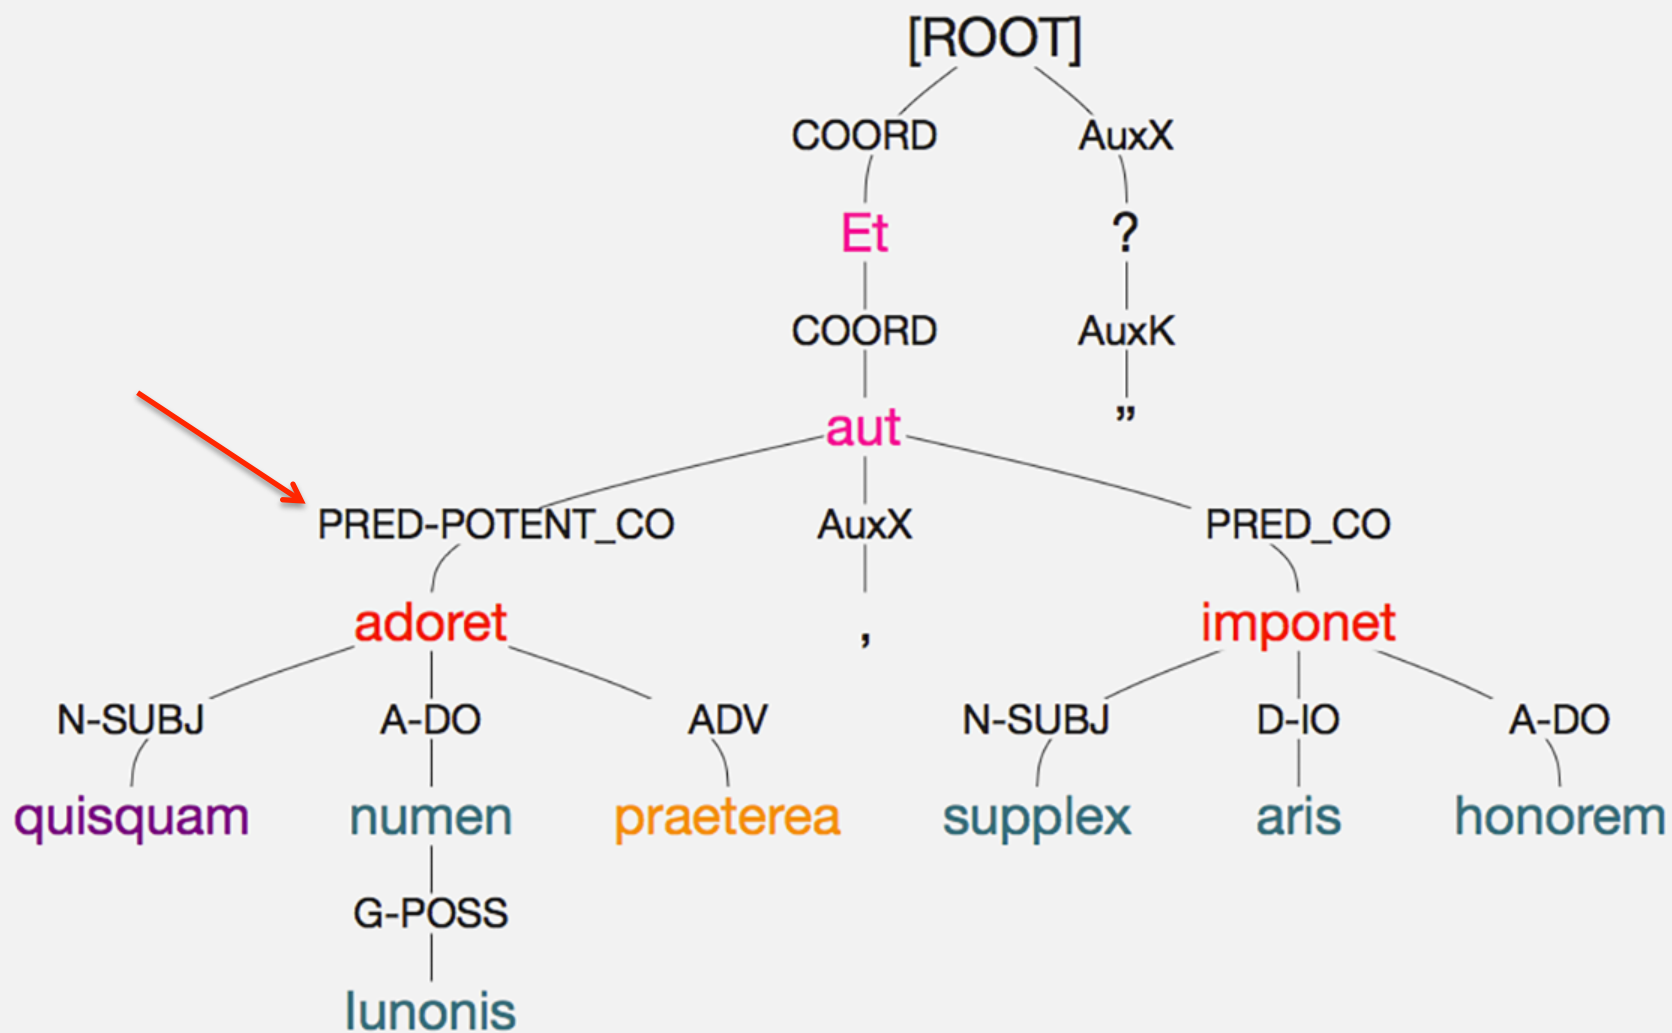 [ROOT]
COORD AuxX
Et ?
COORD AuxK
aut ”
PRED-POTENT_CO AuxX PRED_CO
adoret , imponet
N-SUBJ A-DO ADV N-SUBJ D-IO A-DO
quisquam numen praeterea supplex aris honorem
G-POSS
Iunonis